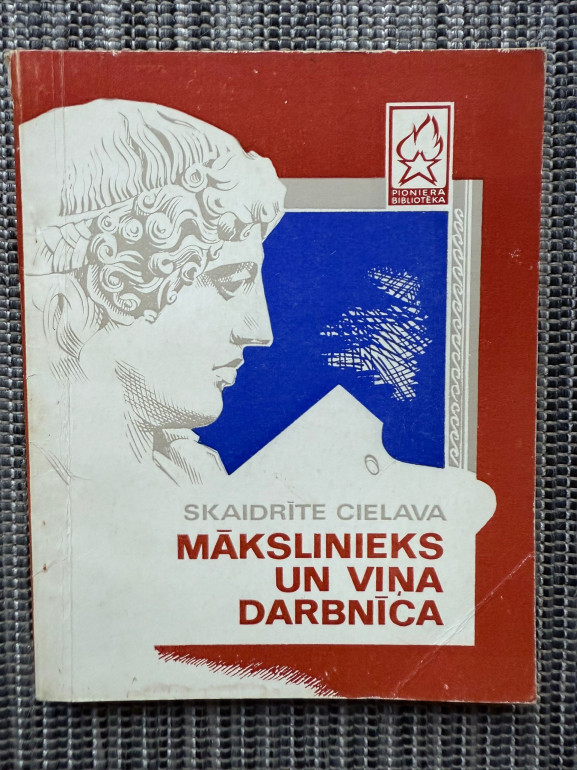 PIONIERA
BIBLIOTĒKA
SKAIDRĪTE CIELAVA
MĀKSLINIEKS
UN VIŅA
DARBNĪCA